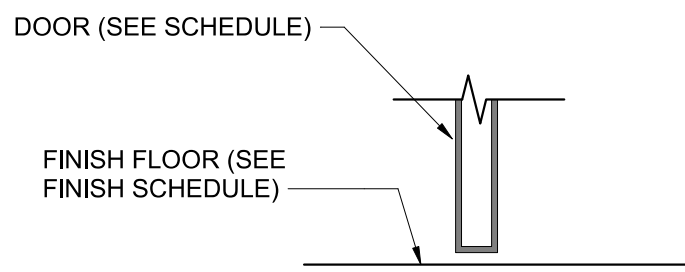 DOOR (SEE SCHEDULE)
FINISH FLOOR (SEE
FINISH SCHEDULE)